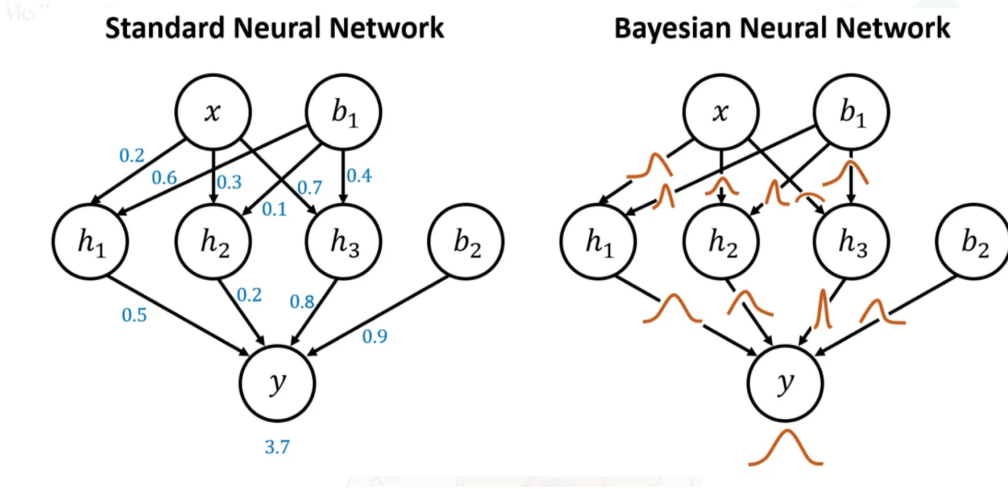 Standard Neural Network
Bayesian Neural Network
x
b₁
x
b₁
0.2
0.6
0.3
0.7
0.4
0.1
h₁
h₂
h₃
b₂
h₁
h₂
h₃
b₂
0.5
0.2
0.8
0.9
y
y
3.7